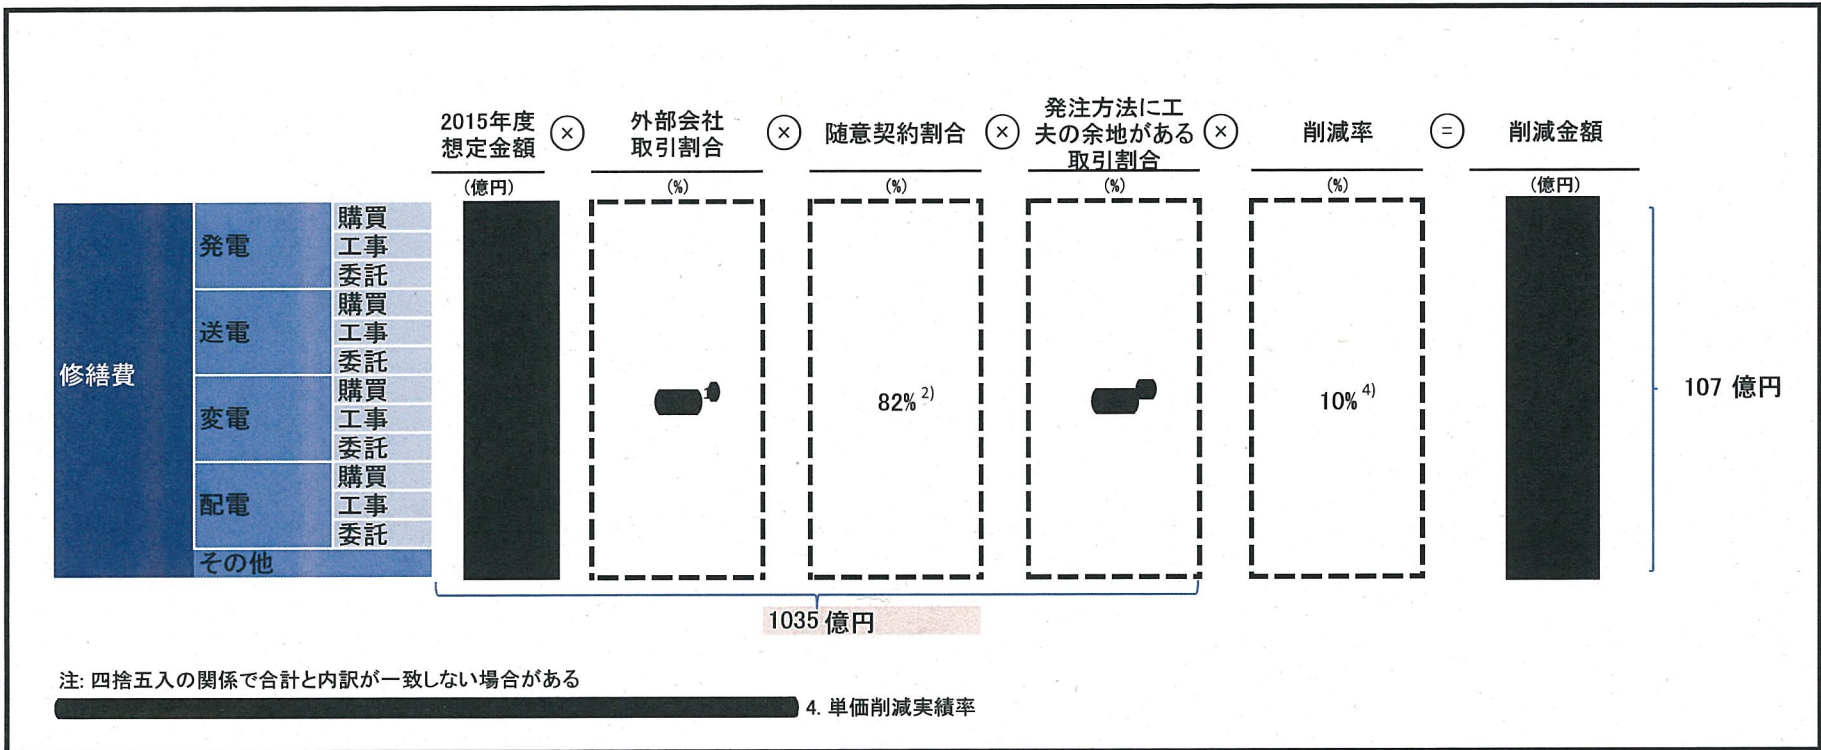 2015年度
想定金額
×
外部会社
取引割合
×
随意契約割合
×
発注方法に工
夫の余地がある
取引割合
×
削減率
=
削減金額
(億円)
(%)
(%)
(%)
(%)
(億円)
修繕費
発電
購買
工事
委託
送電
購買
工事
委託
変電
購買
工事
委託
配電
購買
工事
委託
その他
82% 2)
10% 4)
107 億円
1035 億円
注: 四捨五入の関係で合計と内訳が一致しない場合がある
4. 単価削減実績率